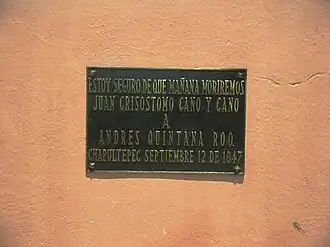 ESTOY SEGURO DE QUE MAÑANA MORIREMOS
JUAN CRISOSTOMO CANO Y CANO
A
ANDRES QUINTANA ROO.
CHAPULTEPEC SEPTIEMBRE 12 DE 1847